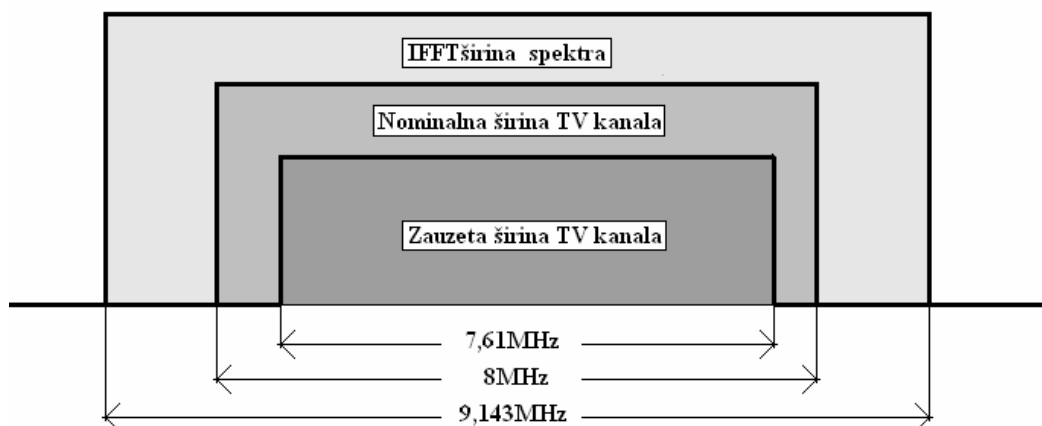 IFFTširina spektra
Nominalna širina TV kanala
Zauzeta širina TV kanala
7,61MHz
8MHz
9,143MHz